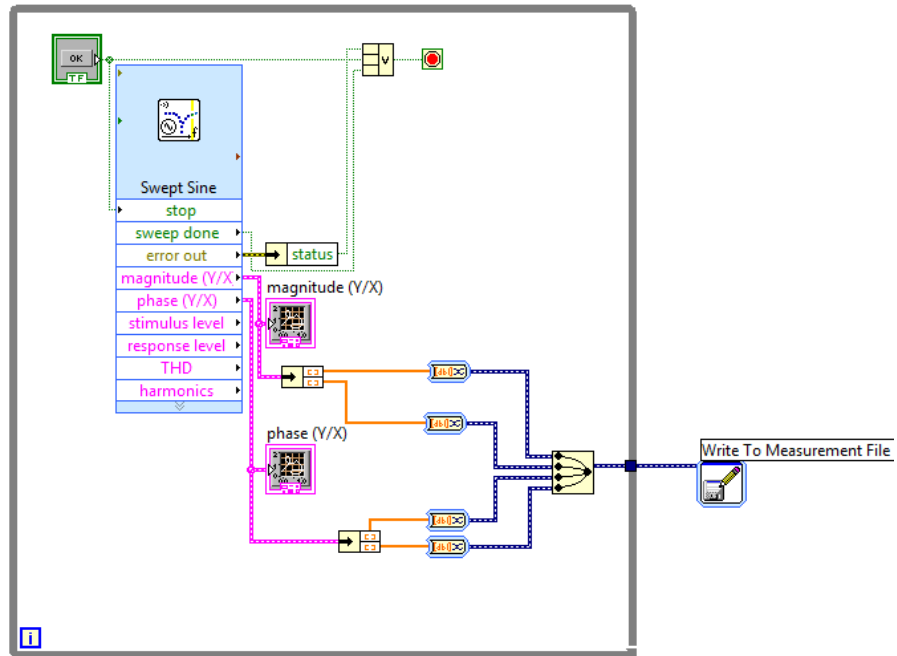 OK
TF
V
Swept Sine
stop
sweep done
error out
status
magnitude (Y/X)
magnitude (Y/X)
phase (Y/X)
stimulus level
response level
THD
harmonics
phase (Y/X)
Write To Measurement File
i